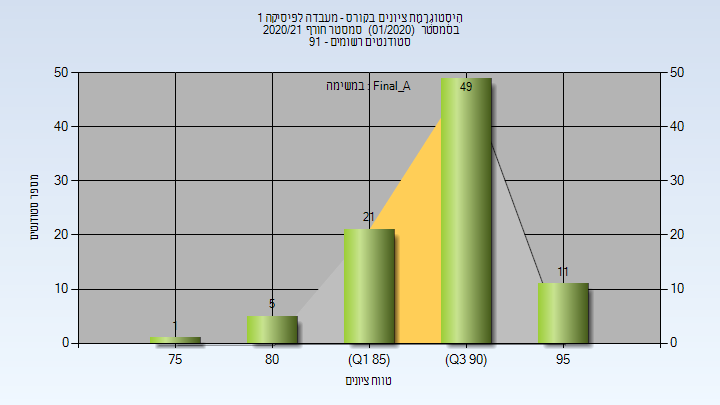 הִיסְטוֹגְרָמַת ציונים בקורס - מעבדה לפיסיקה 1
בסמסטר (01/2020) סמסטר חורף 2020/21
סטודנטים רשומים - 91
במשימה : Final_A
50
40
30
20
10
0
50
40
30
20
10
0
1
5
21
49
11
75
80
(Q1 85)
(Q3 90)
95
מספר סטודנטים
טווח ציונים